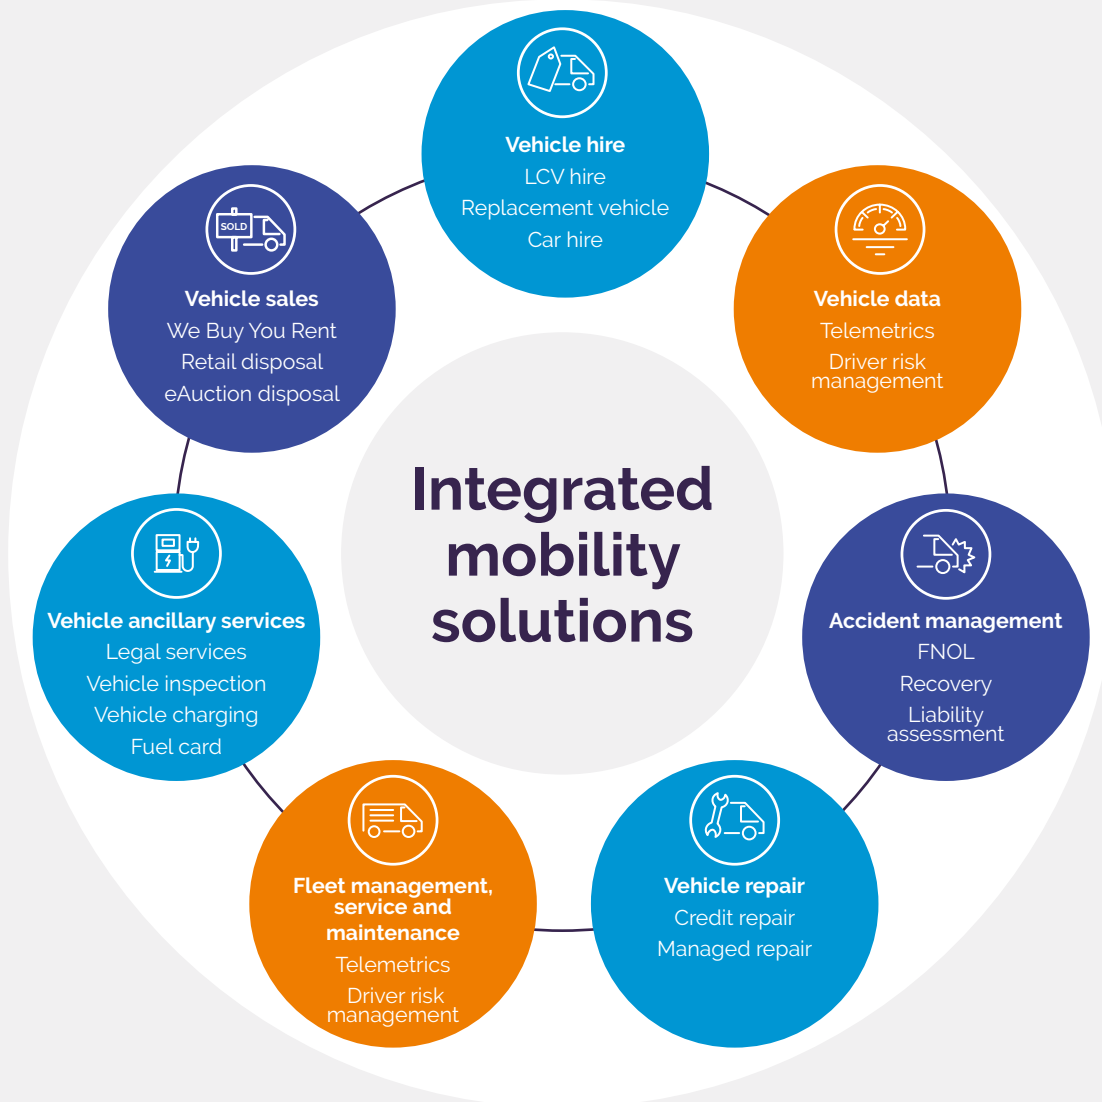 Vehicle hire
LCV hire
Replacement vehicle
Car hire
SOLD
Vehicle sales
We Buy You Rent
Retail disposal
eAuction disposal
Vehicle data
Telemetrics
Driver risk
management
Integrated
mobility
solutions
Vehicle ancillary services
Legal services
Vehicle inspection
Vehicle charging
Fuel card
Accident management
FNOL
Recovery
Liability
assessment
Fleet management,
service and
maintenance
Telemetrics
Driver risk
management
Vehicle repair
Credit repair
Managed repair